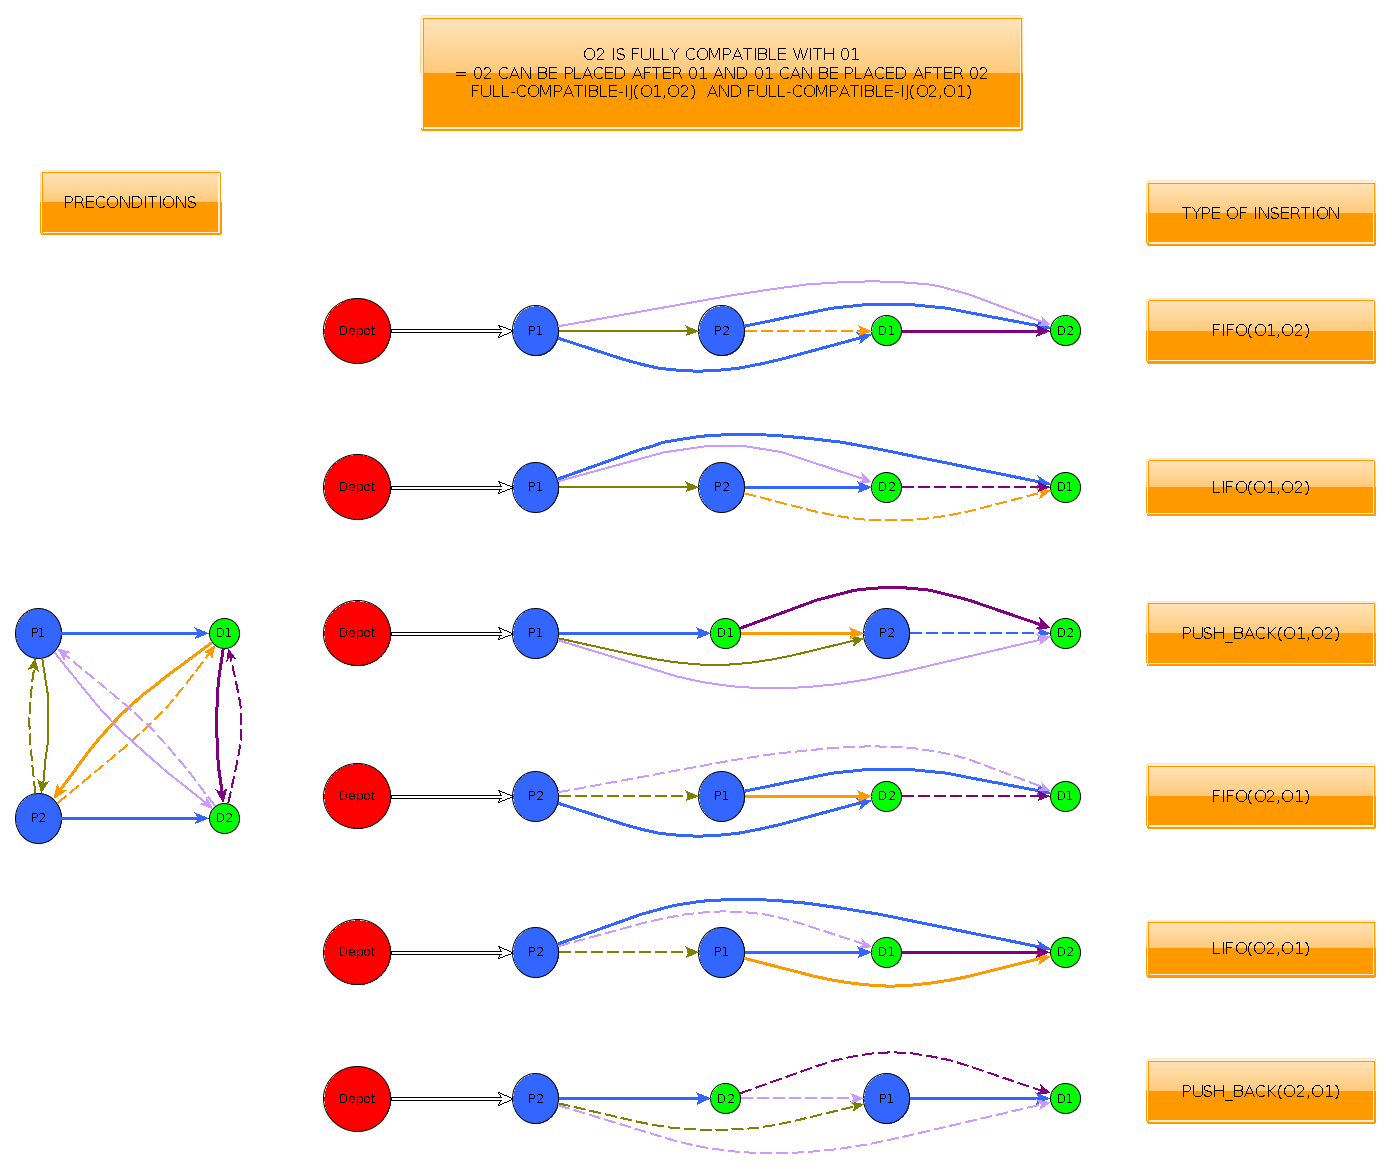 O2 IS FULLY COMPATIBLE WITH 01
= 02 CAN BE PLACED AFTER 01 AND 01 CAN BE PLACED AFTER 02
FULL-COMPATIBLE-IJ(O1,O2)  AND FULL-COMPATIBLE-IJ(O2,O1)
PRECONDITIONS
TYPE OF INSERTION
Depot P1 P2 D1 D2 FIFO(O1,O2)
Depot P1 P2 D2 D1 LIFO(O1,O2)
P1 D1
Depot P1 D1 P2 D2 PUSH_BACK(O1,O2)
P2 D2
Depot P2 P1 D2 D1 FIFO(O2,O1)
Depot P2 P1 D1 D2 LIFO(O2,O1)
Depot P2 D2 P1 D1 PUSH_BACK(O2,O1)